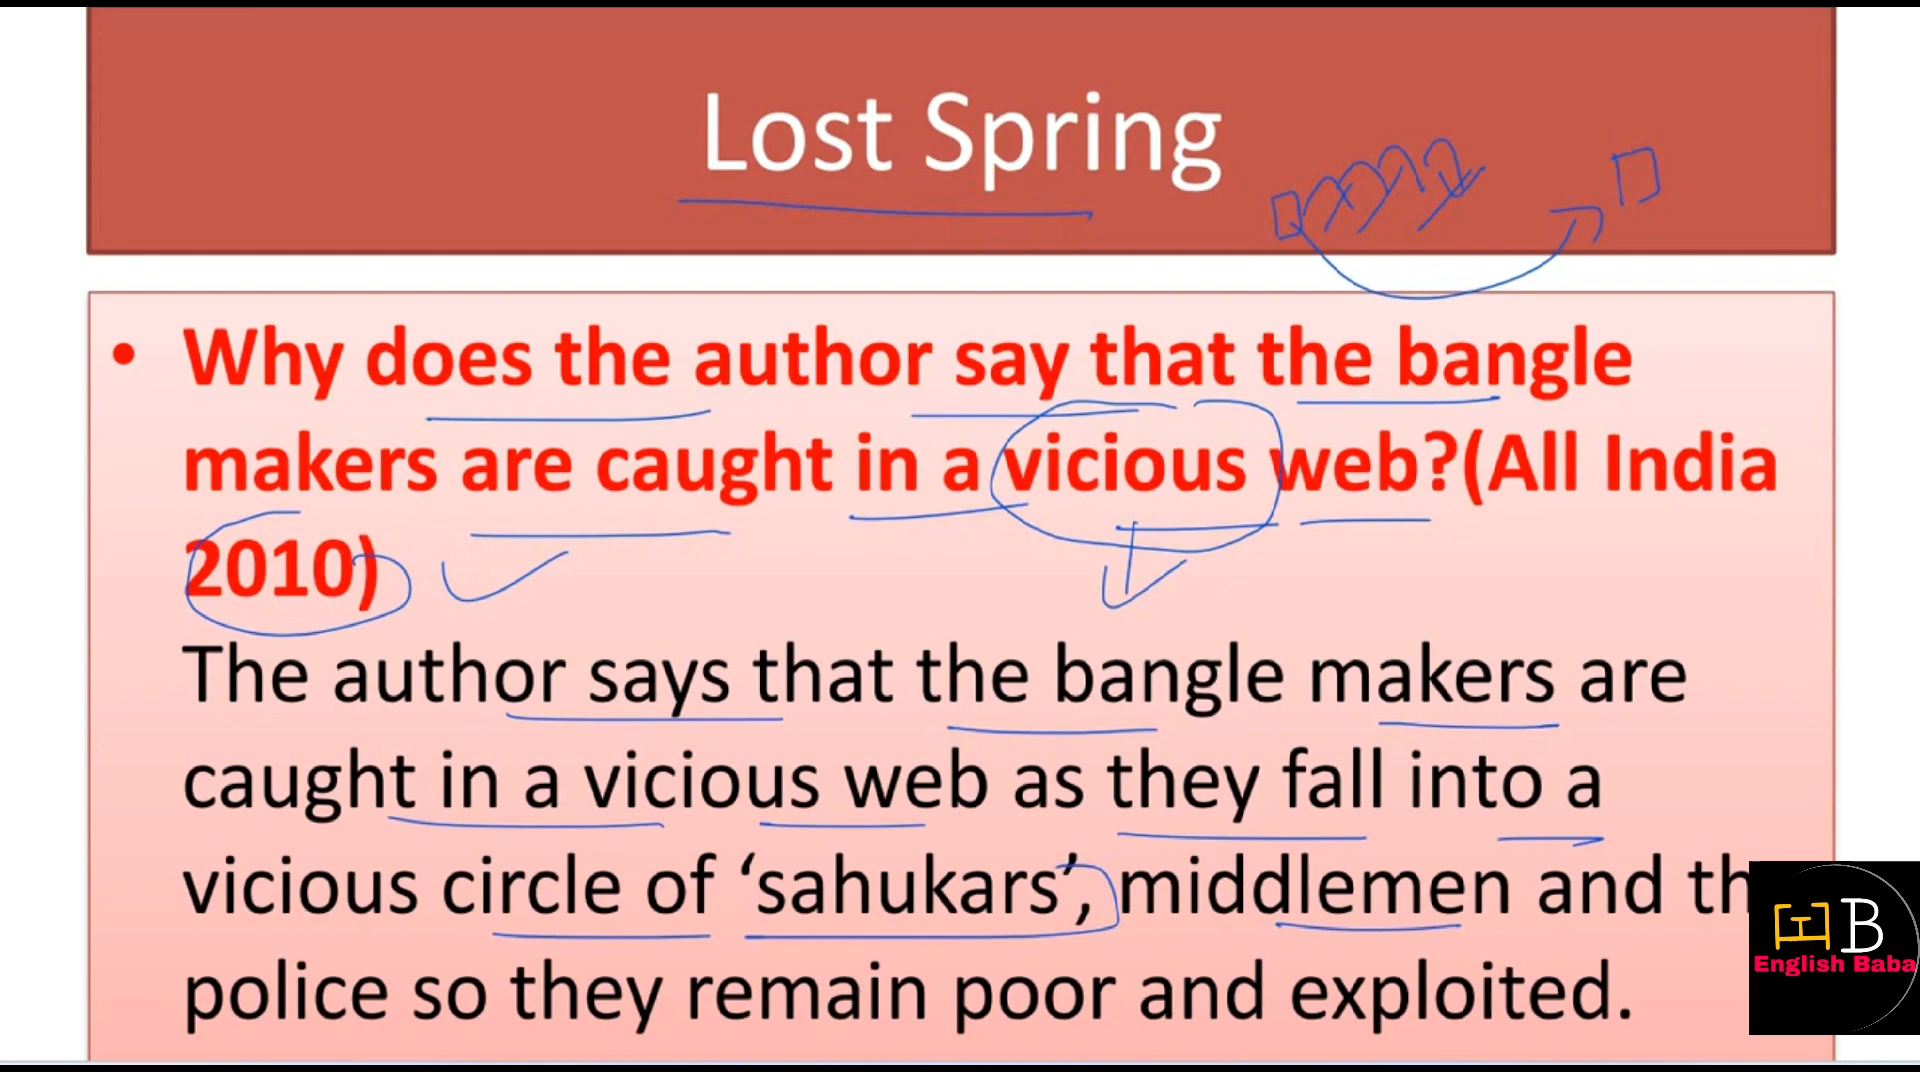 Lost Spring
• Why does the author say that the bangle
makers are caught in a vicious web?(All India
2010)
The author says that the bangle makers are
caught in a vicious web as they fall into a
vicious circle of ‘sahukars’, middlemen and th
police so they remain poor and exploited.
EB
English Baba